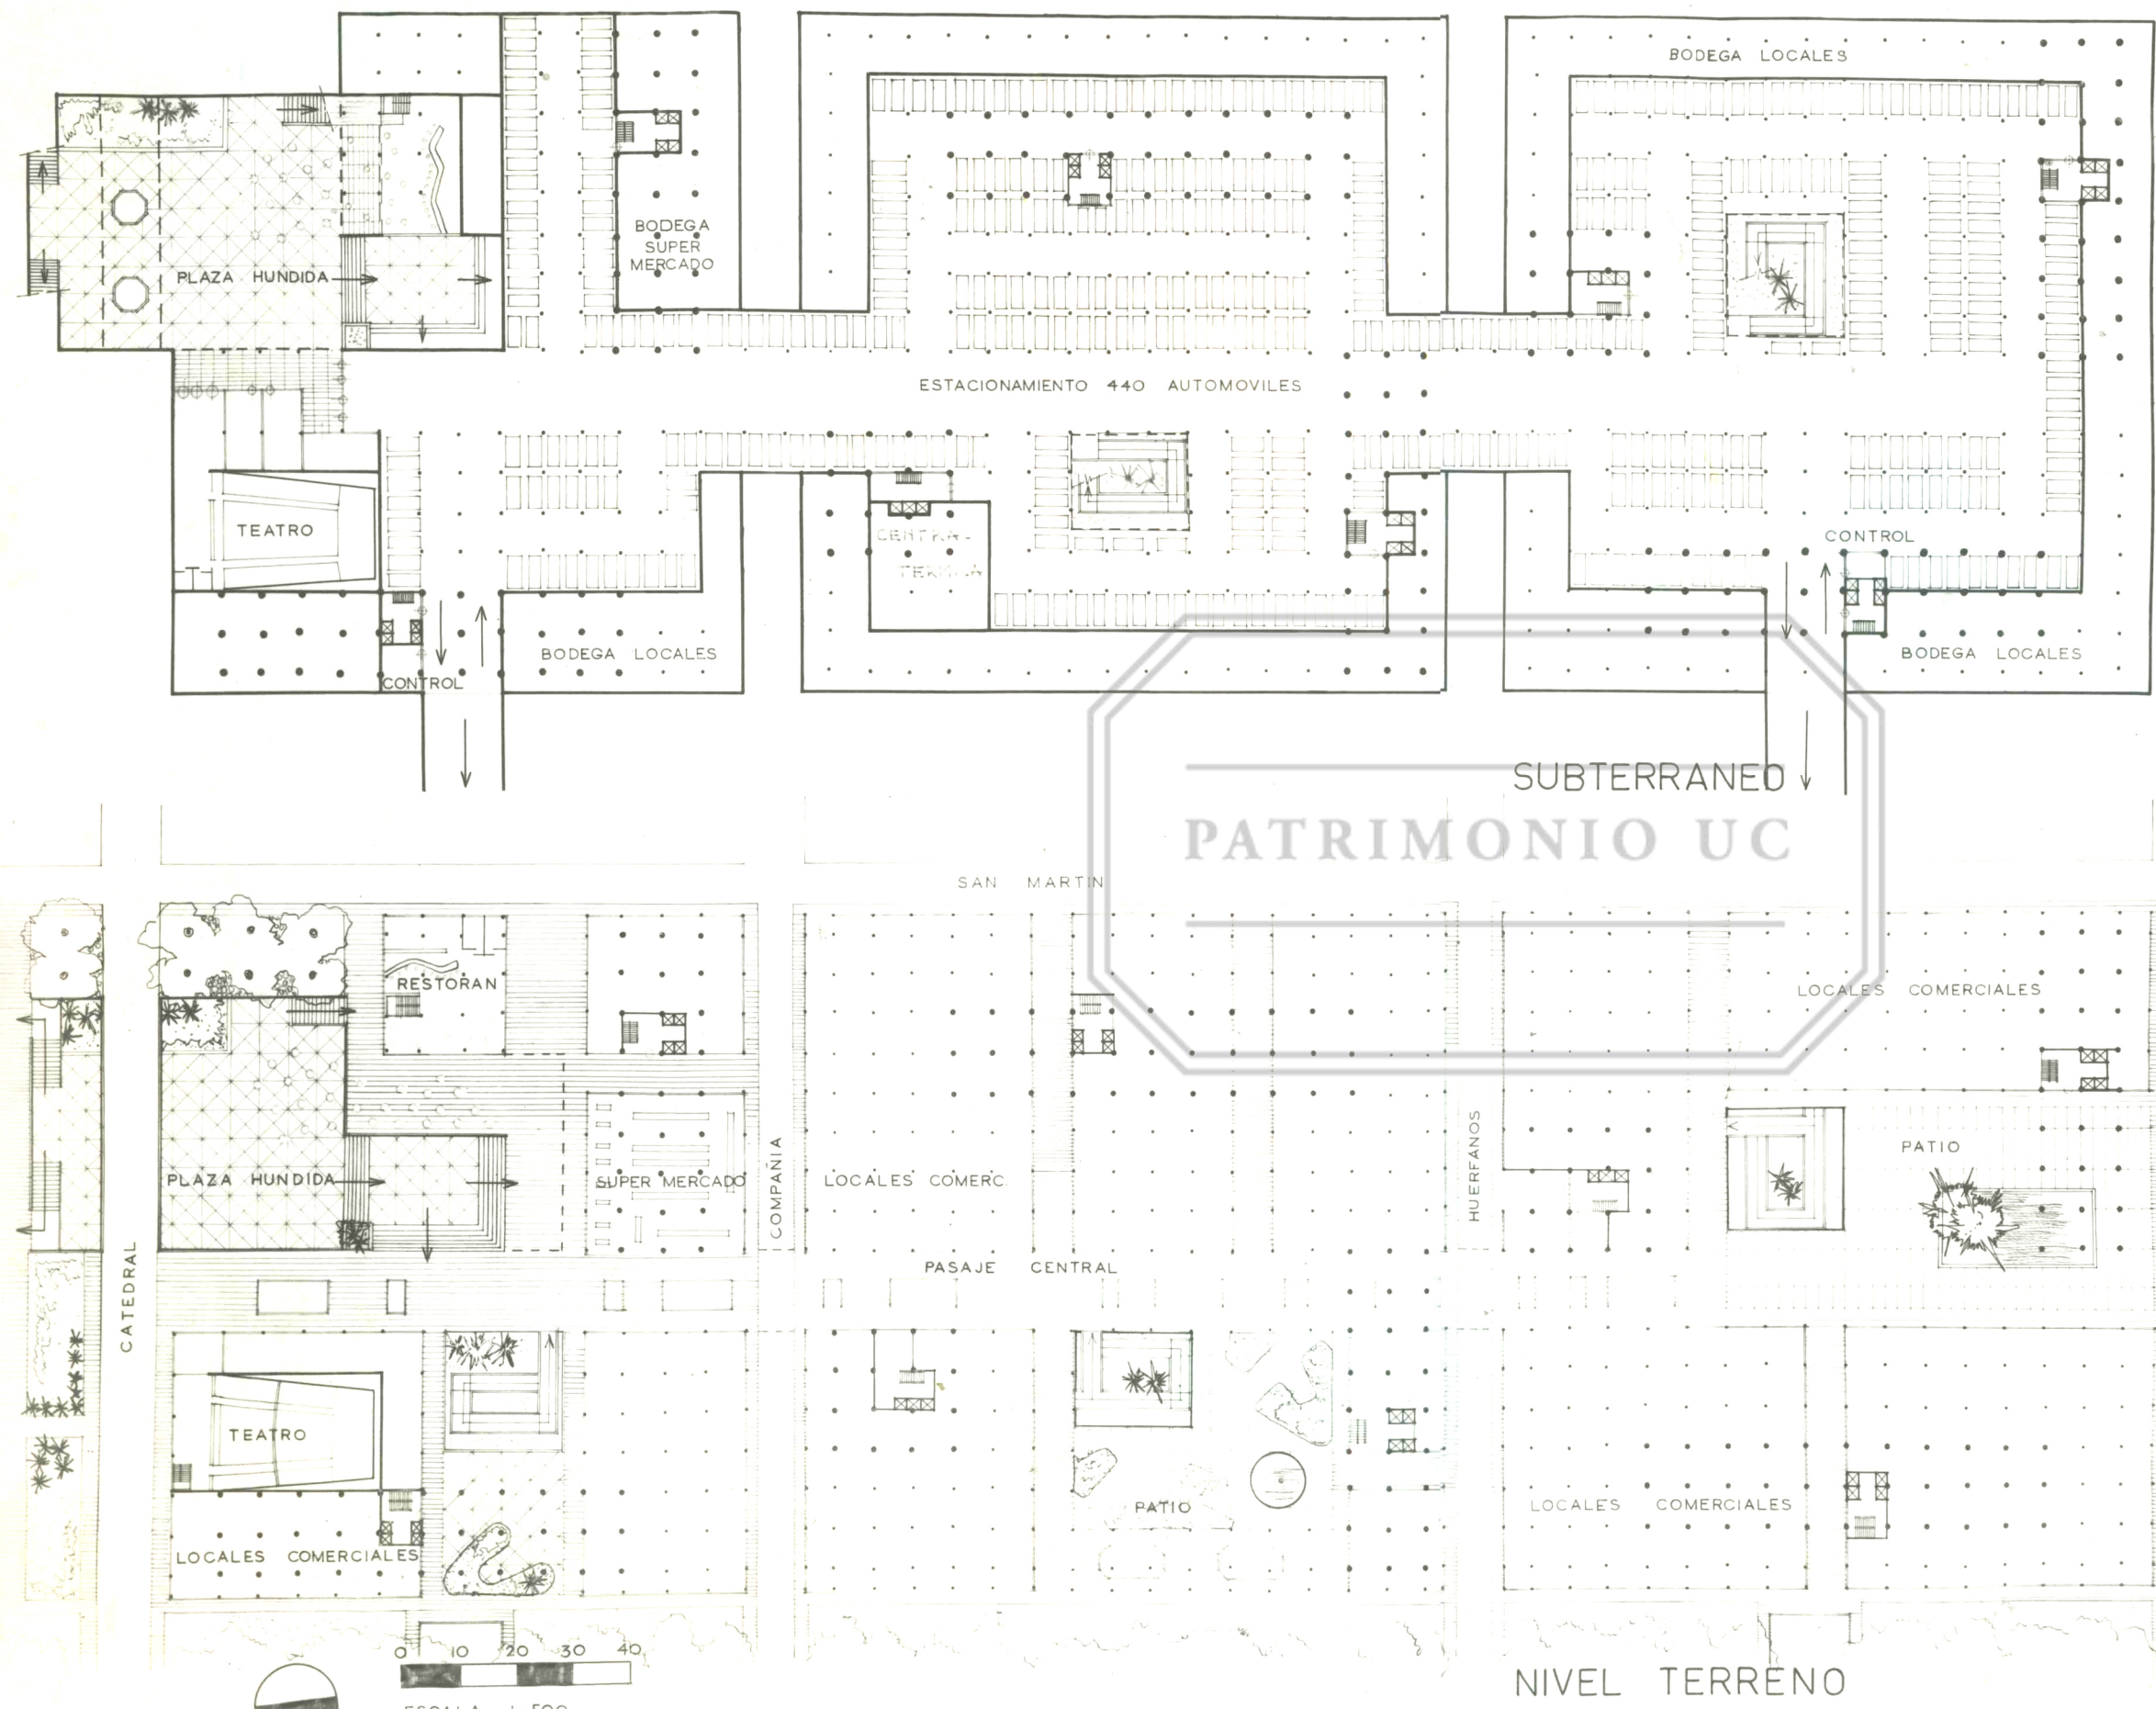 BODEGA LOCALES
BODEGA
SUPER
MERCADO
PLAZA HUNDIDA
ESTACIONAMIENTO 440 AUTOMOVILES
TEATRO
CENTRAL
TERMICA
CONTROL
BODEGA LOCALES
BODEGA LOCALES
CONTROL
SUBTERRANEO
PATRIMONIO UC
SAN MARTIN
RESTORAN
LOCALES COMERCIALES
PLAZA HUNDIDA
SUPER MERCADO
COMPAÑIA
LOCALES COMERC.
HUERFANOS
PATIO
CATEDRAL
PASAJE CENTRAL
TEATRO
LOCALES COMERCIALES
PATIO
LOCALES COMERCIALES
0 10 20 30 40
NIVEL TERRENO